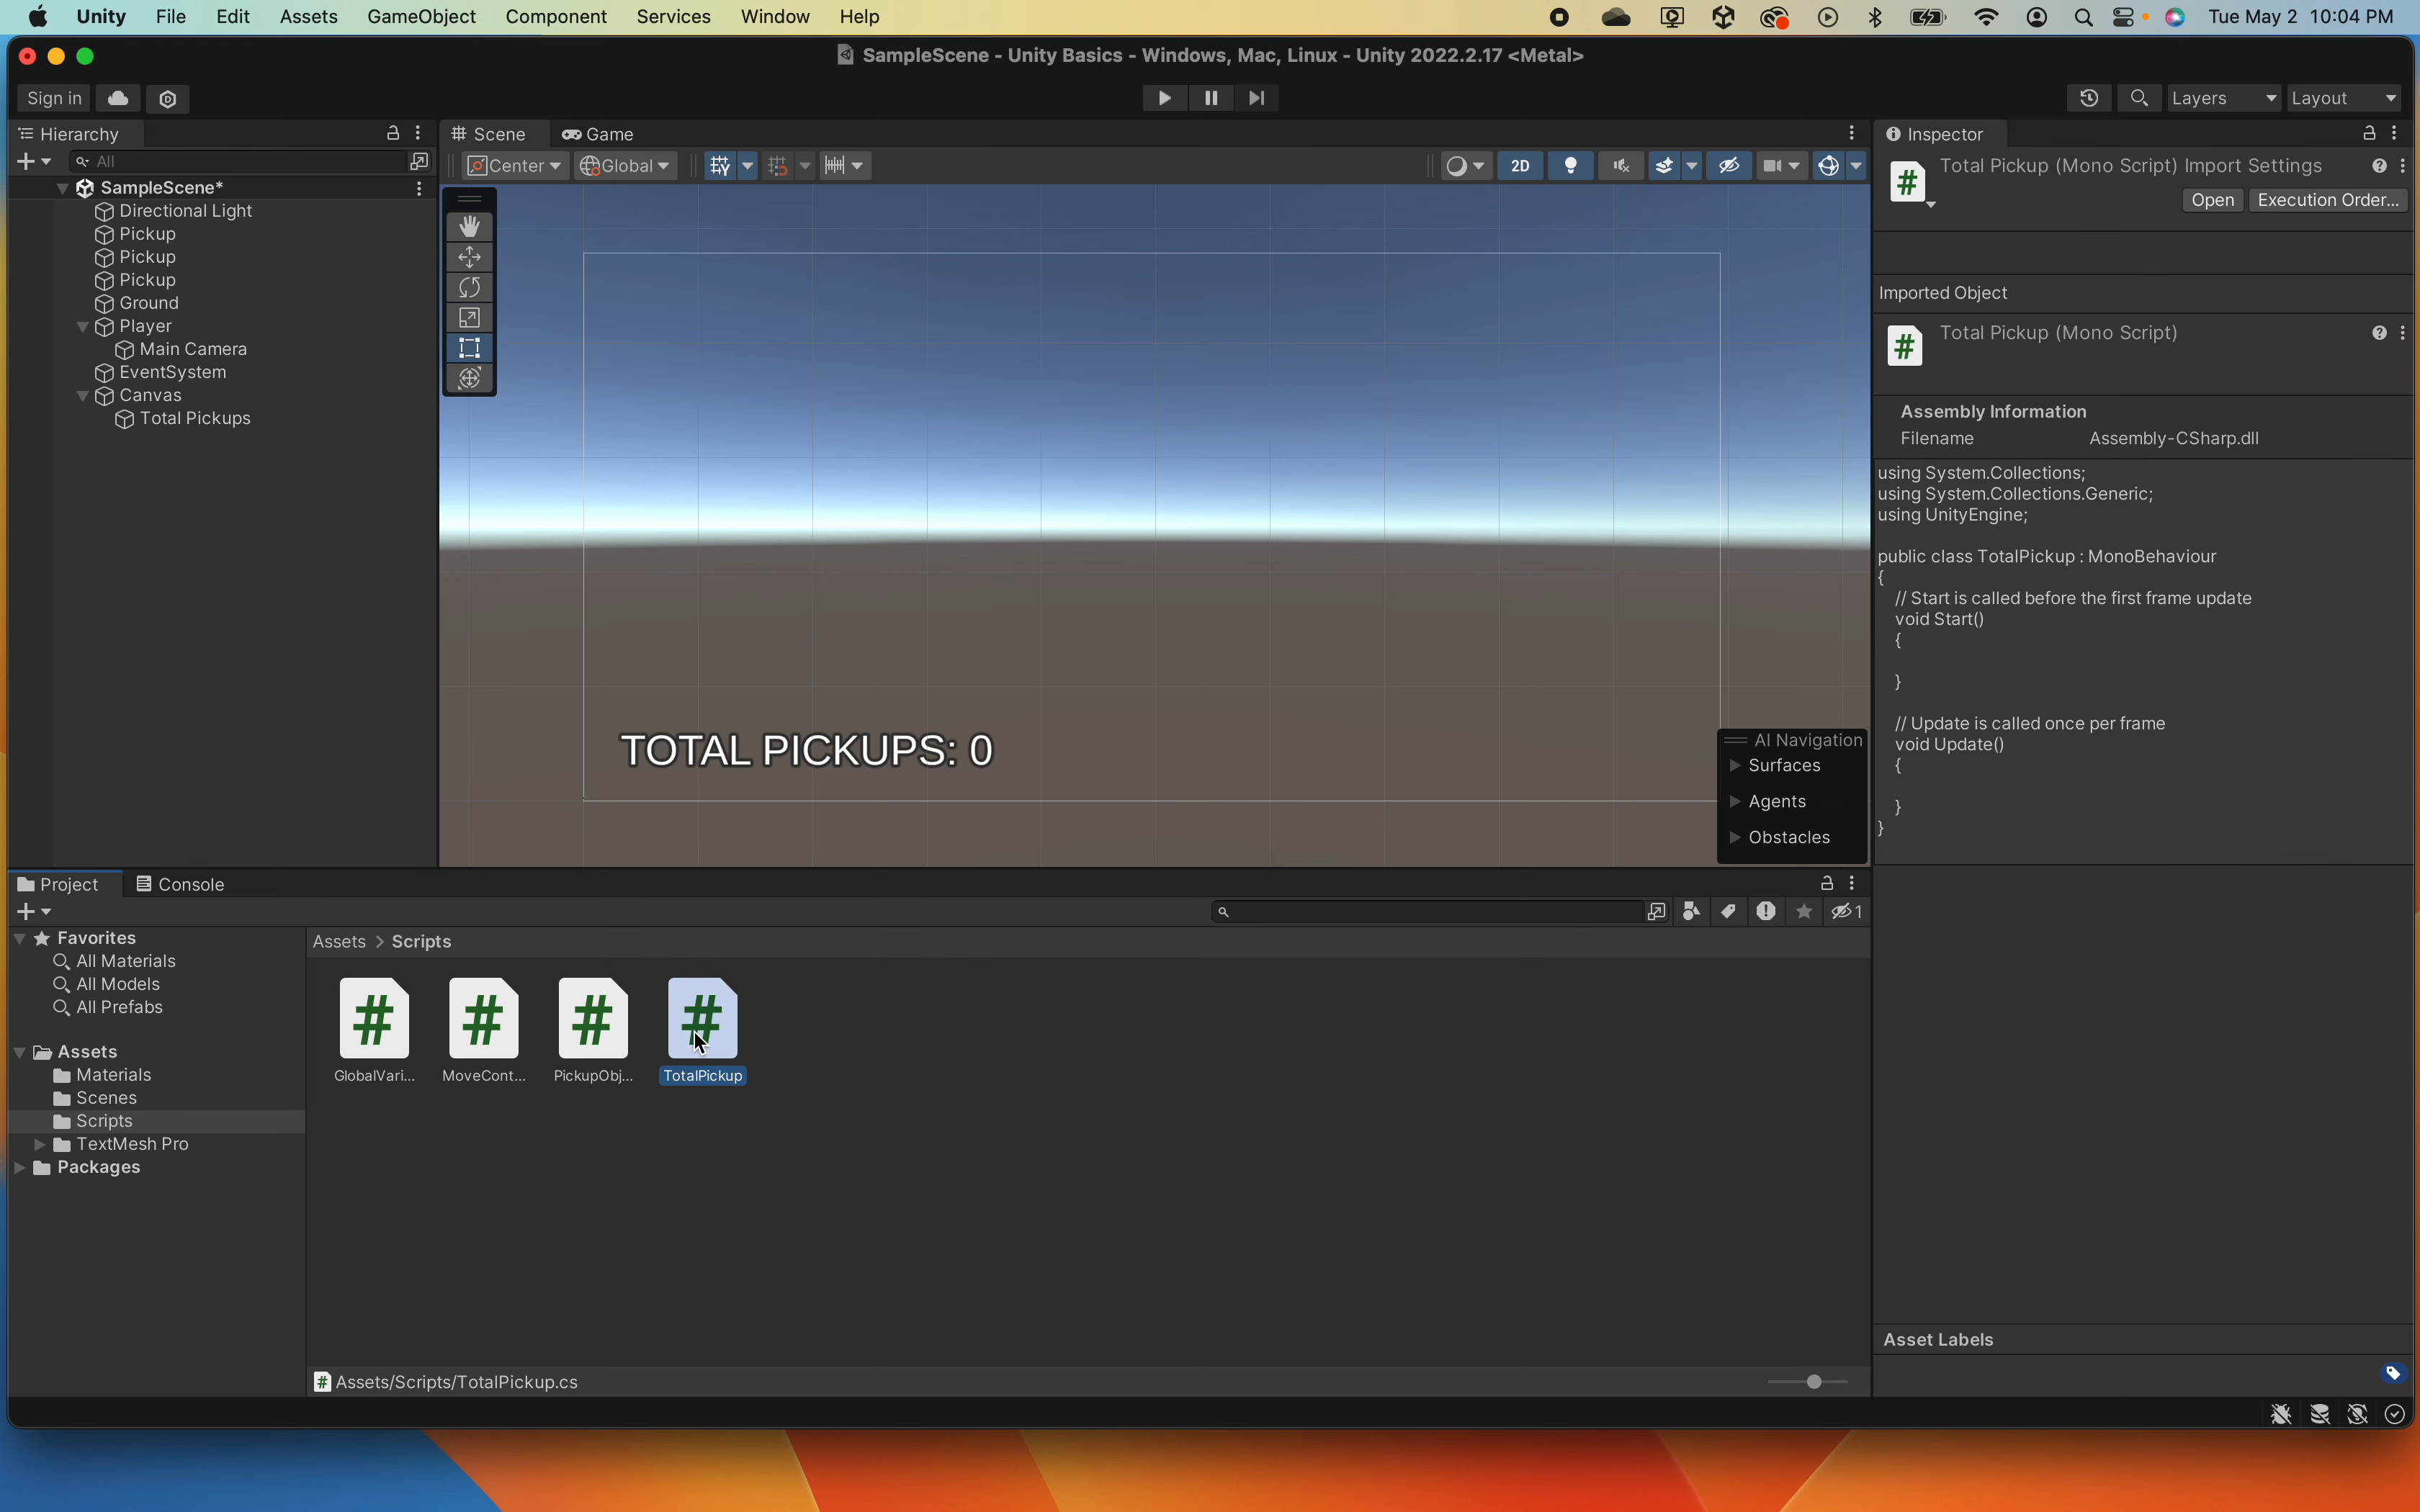 Unity File Edit Assets GameObject Component Services Window Help Tue May 2 10:04 PM
SampleScene - Unity Basics - Windows, Mac, Linux - Unity 2022.2.17 <Metal>
Sign in
Layers
Layout
Hierarchy
All
SampleScene*
Directional Light
Pickup
Pickup
Pickup
Ground
Player
Main Camera
EventSystem
Canvas
Total Pickups
Scene
Game
Center
Global
2D
TOTAL PICKUPS: 0
AI Navigation
Surfaces
Agents
Obstacles
Inspector
Total Pickup (Mono Script) Import Settings
Open
Execution Order...
Imported Object
Total Pickup (Mono Script)
Assembly Information
Filename Assembly-CSharp.dll
using System.Collections;
using System.Collections.Generic;
using UnityEngine;
public class TotalPickup : MonoBehaviour
{
// Start is called before the first frame update
void Start()
{
}
// Update is called once per frame
void Update()
{
}
}
Asset Labels
Project
Console
1
Favorites
All Materials
All Models
All Prefabs
Assets
Materials
Scenes
Scripts
TextMesh Pro
Packages
Assets > Scripts
# # # #
GlobalVari... MoveCont... PickupObj... TotalPickup
Assets/Scripts/TotalPickup.cs